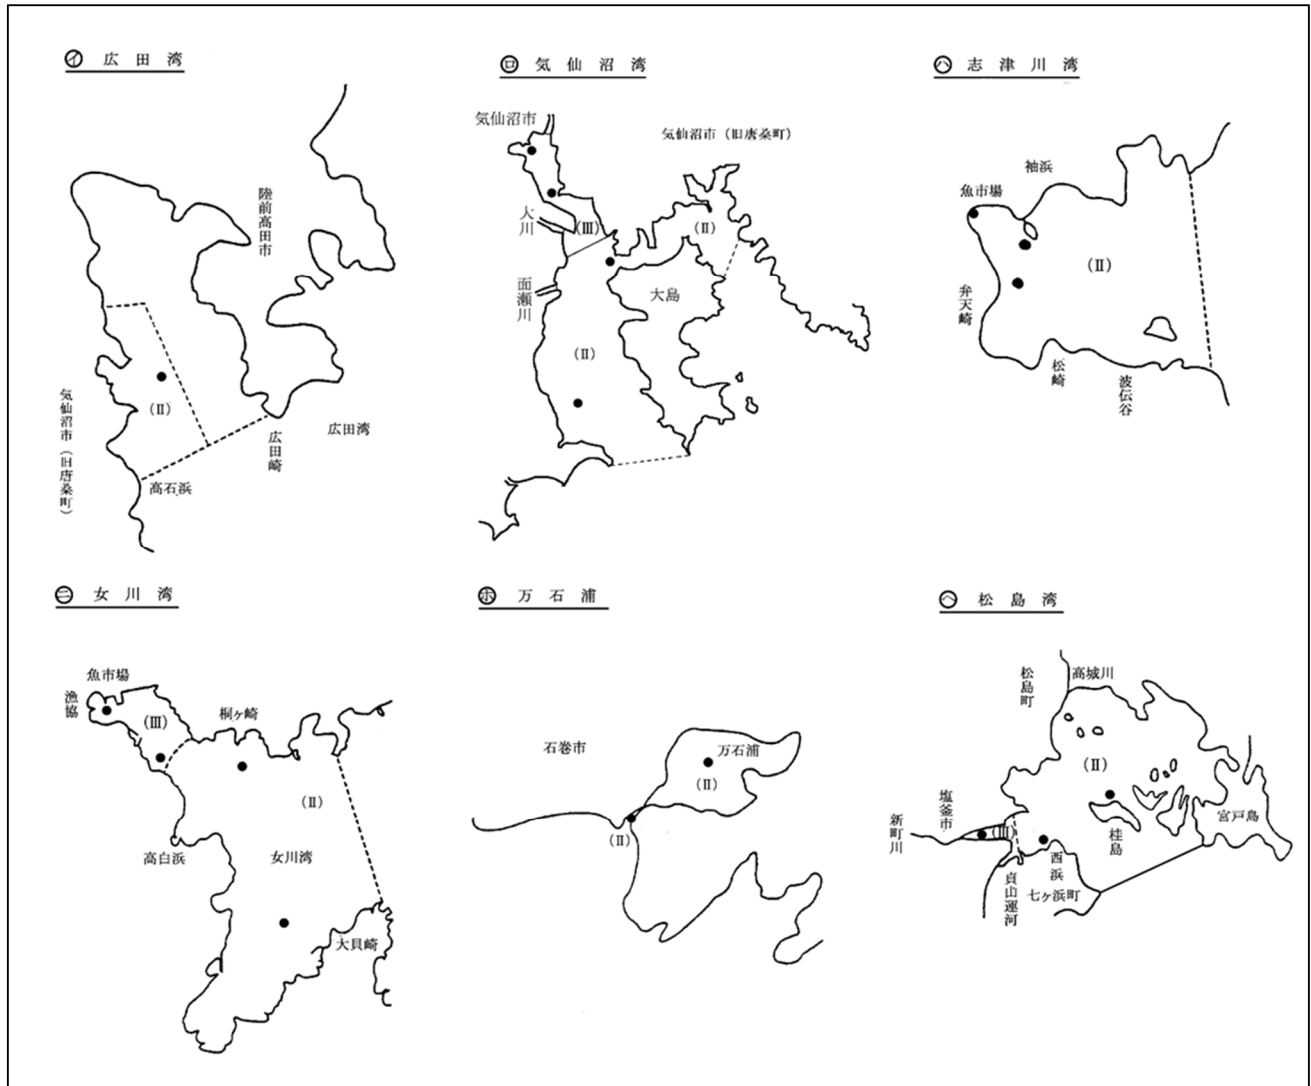 ㋑ 広田湾
陸前高田市
(II)
気仙沼市（旧唐桑町）
広田崎
広田湾
高石浜
㋺ 気仙沼湾
気仙沼市
気仙沼市（旧唐桑町）
大川
(III)
(II)
面瀬川
大島
(II)
㋩ 志津川湾
袖浜
魚市場
(II)
弁天崎
松崎
波伝谷
㋥ 女川湾
魚市場
漁協
(III)
桐ヶ崎
(II)
高白浜
女川湾
大貝崎
㋭ 万石浦
石巻市
万石浦
(II)
(II)
㋬ 松島湾
松島町
高城川
(II)
塩釜市
新町川
桂島
宮戸島
西浜
貞山運河
七ヶ浜町